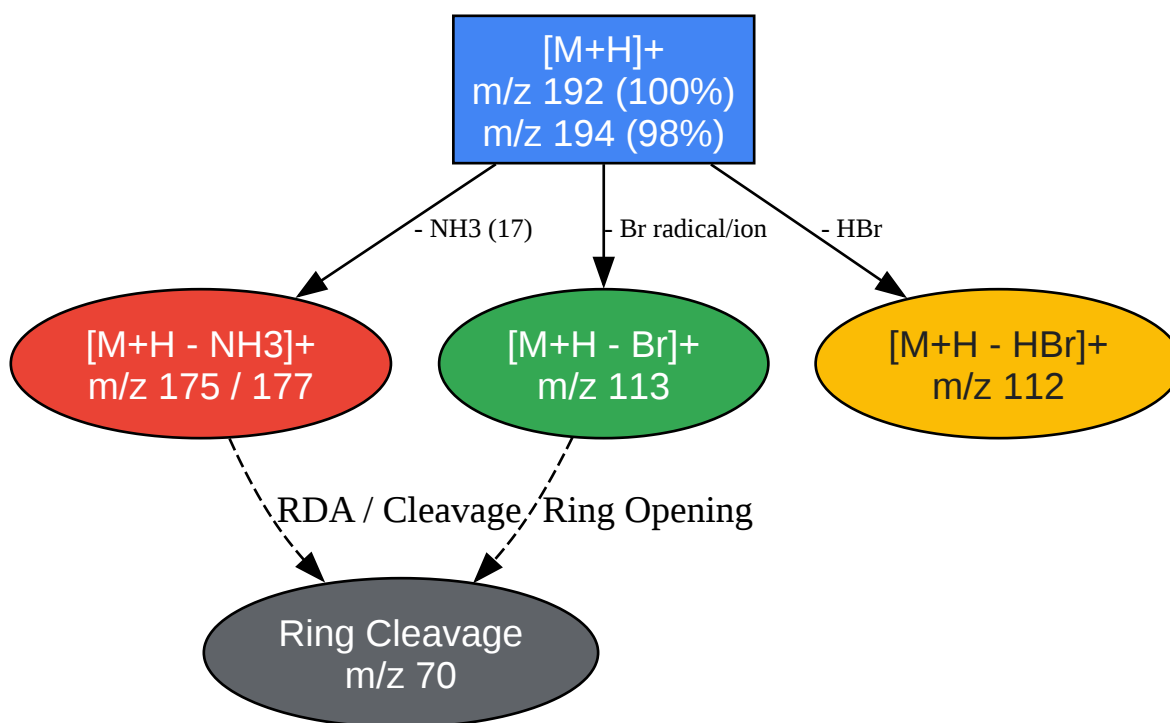 [M+H]+
m/z 192 (100%)
m/z 194 (98%)
- NH3 (17)
- Br radical/ion
- HBr
[M+H - NH3]+
m/z 175 / 177
[M+H - Br]+
m/z 113
[M+H - HBr]+
m/z 112
RDA / Cleavage
Ring Opening
Ring Cleavage
m/z 70